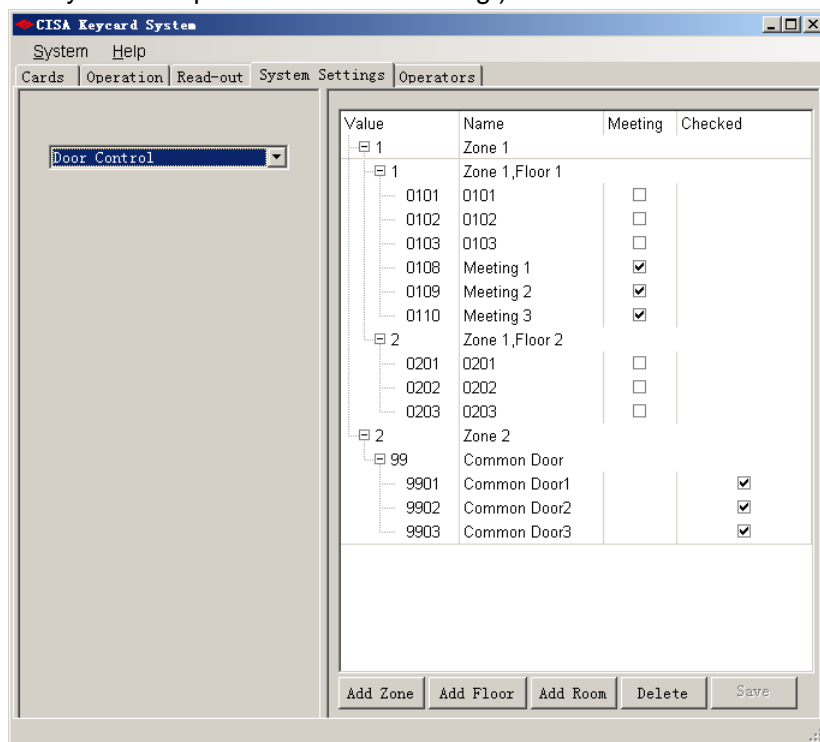 CISA Keycard System
System Help
Cards Operation Read-out System Settings Operators
Door Control
Value Name Meeting Checked
1 Zone 1
1 Zone 1,Floor 1
0101 0101
0102 0102
0103 0103
0108 Meeting 1
0109 Meeting 2
0110 Meeting 3
2 Zone 1,Floor 2
0201 0201
0202 0202
0203 0203
2 Zone 2
99 Common Door
9901 Common Door1
9902 Common Door2
9903 Common Door3
Add Zone Add Floor Add Room Delete Save